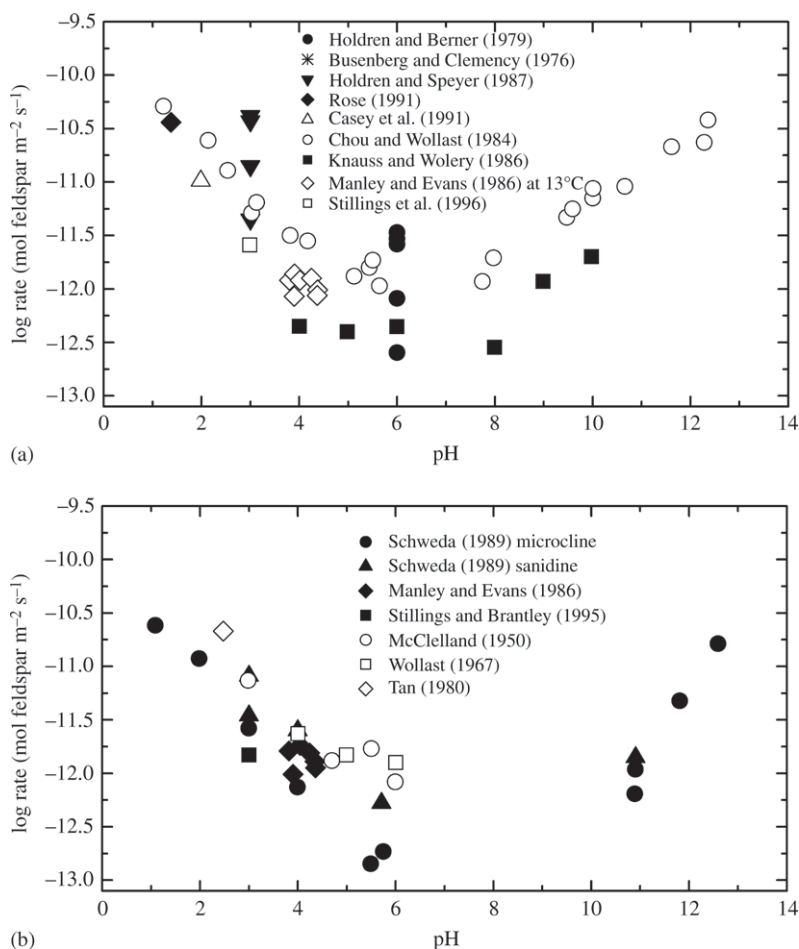 −9.5
−10.0
−10.5
−11.0
−11.5
−12.0
−12.5
−13.0
log rate (mol feldspar m⁻² s⁻¹)
Holdren and Berner (1979)
Busenberg and Clemency (1976)
Holdren and Speyer (1987)
Rose (1991)
Casey et al. (1991)
Chou and Wollast (1984)
Knauss and Wolery (1986)
Manley and Evans (1986) at 13°C
Stillings et al. (1996)
0 2 4 6 8 10 12 14
(a) pH
−9.5
−10.0
−10.5
−11.0
−11.5
−12.0
−12.5
−13.0
log rate (mol feldspar m⁻² s⁻¹)
Schweda (1989) microcline
Schweda (1989) sanidine
Manley and Evans (1986)
Stillings and Brantley (1995)
McClelland (1950)
Wollast (1967)
Tan (1980)
0 2 4 6 8 10 12 14
(b) pH